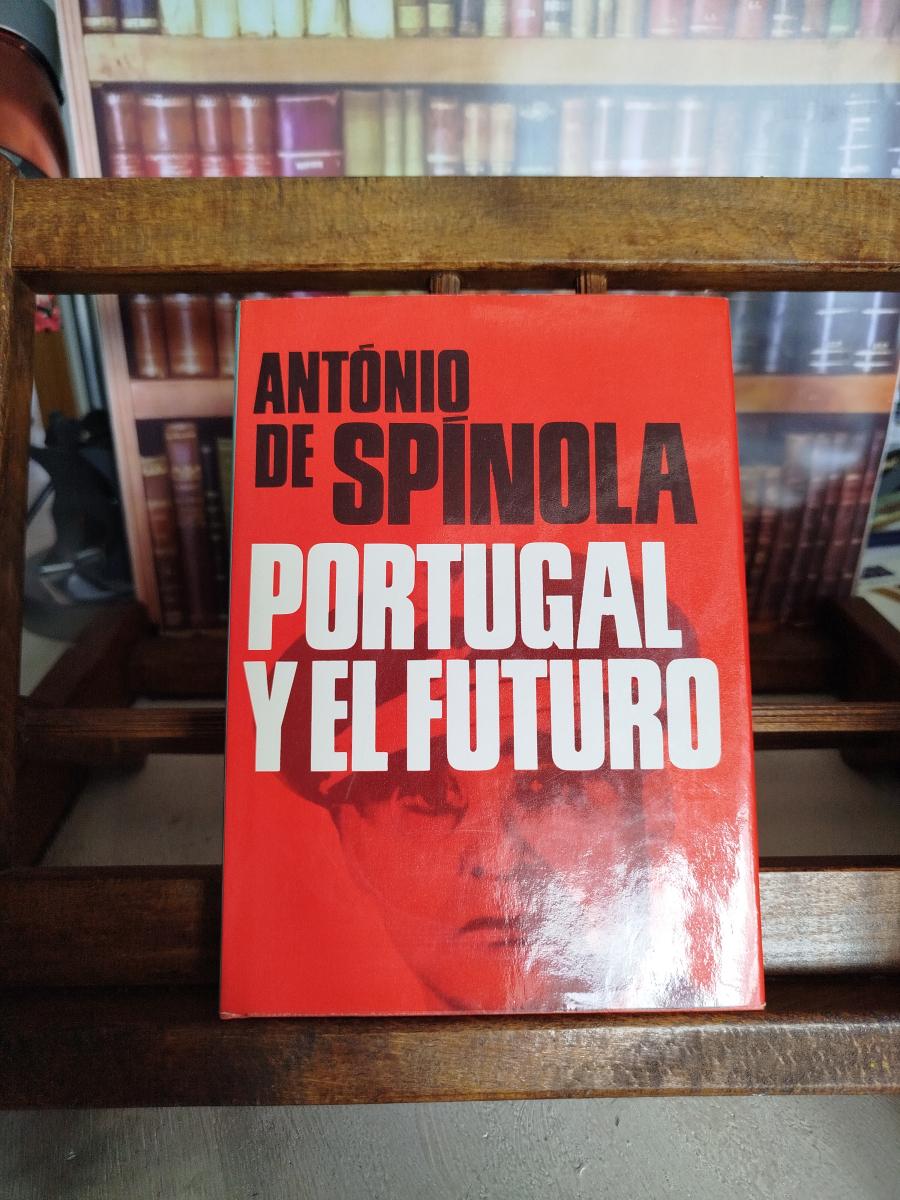 ANTÓNIO
DE SPÍNOLA
PORTUGAL
Y EL FUTURO